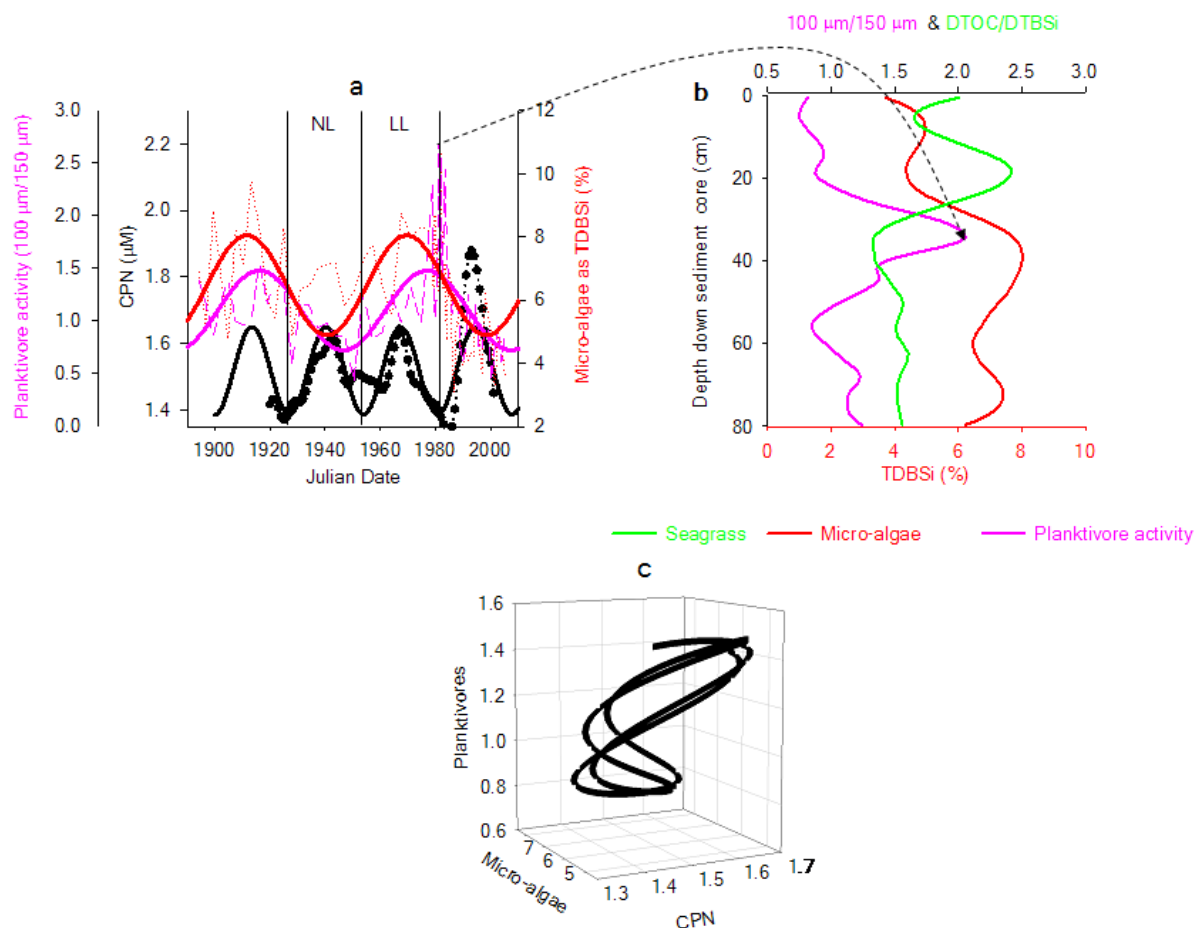 100 µm/150 µm & DTOC/DTBSi
0.5 1.0 1.5 2.0 2.5 3.0
a
b
3.0
2.5
2.0
1.5
1.0
0.5
0.0
Planktivore activity (100 µm/150 µm)
2.2
2.0
1.8
1.6
1.4
CPN (µM)
NL LL
12
10
8
6
4
2
Micro-algae as TDBSi (%)
1900 1920 1940 1960 1980 2000
Julian Date
0
20
40
60
80
Depth down sediment core (cm)
0 2 4 6 8 10
TDBSi (%)
Seagrass Micro-algae Planktivore activity
c
1.6
1.4
1.2
1.0
0.8
0.6
Planktivores
7
6
5
Micro-algae
1.3 1.4 1.5 1.6 1.7
CPN